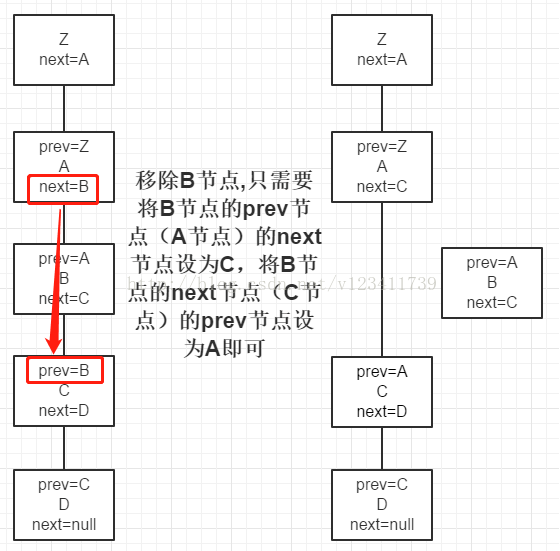 Z
next=A
prev=Z
A
next=B
prev=A
B
next=C
prev=B
C
next=D
prev=C
D
next=null
移除B节点,只需要
将B节点的prev节
点（A节点）的next
节点设为C，将B节
点的next节点（C节
点）的prev节点设
为A即可
Z
next=A
prev=Z
A
next=C
prev=A
C
next=D
prev=C
D
next=null
prev=A
B
next=C